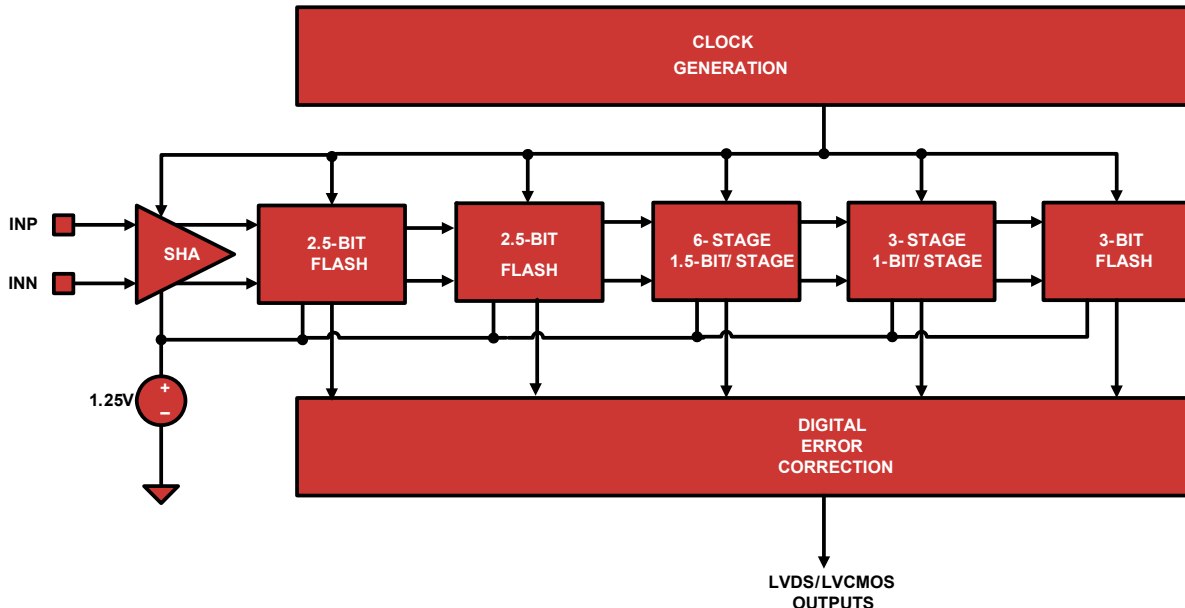 CLOCK
GENERATION
INP
INN
SHA
2.5-BIT
FLASH
2.5-BIT
FLASH
6- STAGE
1.5-BIT/ STAGE
3- STAGE
1-BIT/ STAGE
3-BIT
FLASH
1.25V
+
–
DIGITAL
ERROR
CORRECTION
LVDS/LVCMOS
OUTPUTS